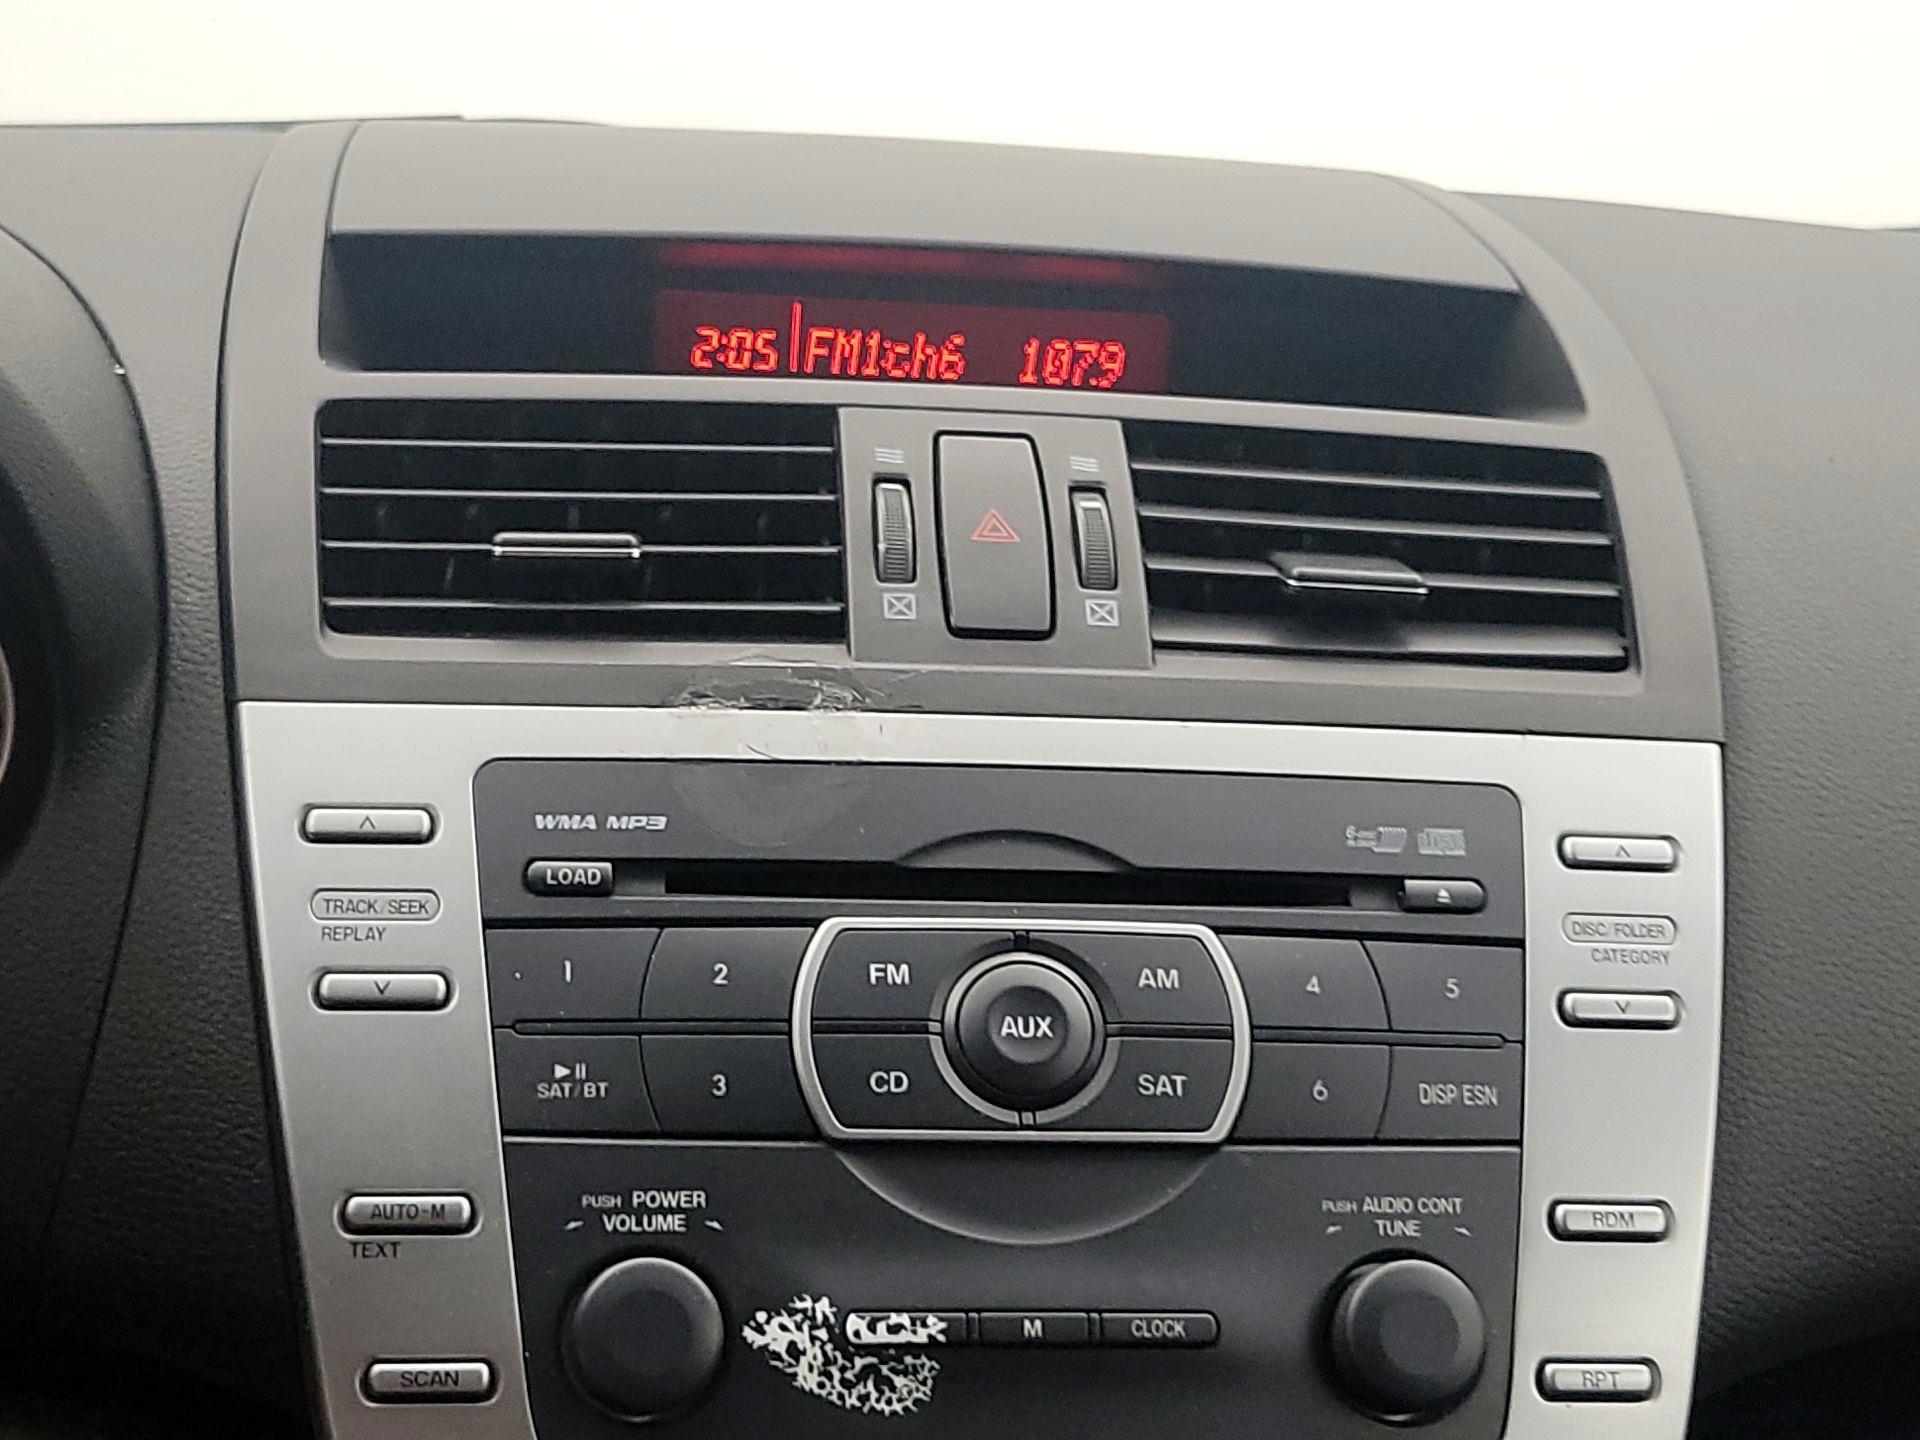 2:05 FM1ch6 107.9
WMA MP3
LOAD
TRACK/SEEK
REPLAY
DISC/FOLDER
CATEGORY
1 2 FM AM 4 5
AUX
SAT/BT 3 CD SAT 6 DISP ESN
AUTO-M
TEXT
PUSH POWER
VOLUME
PUSH AUDIO CONT
TUNE
RDM
M CLOCK
SCAN
RPT